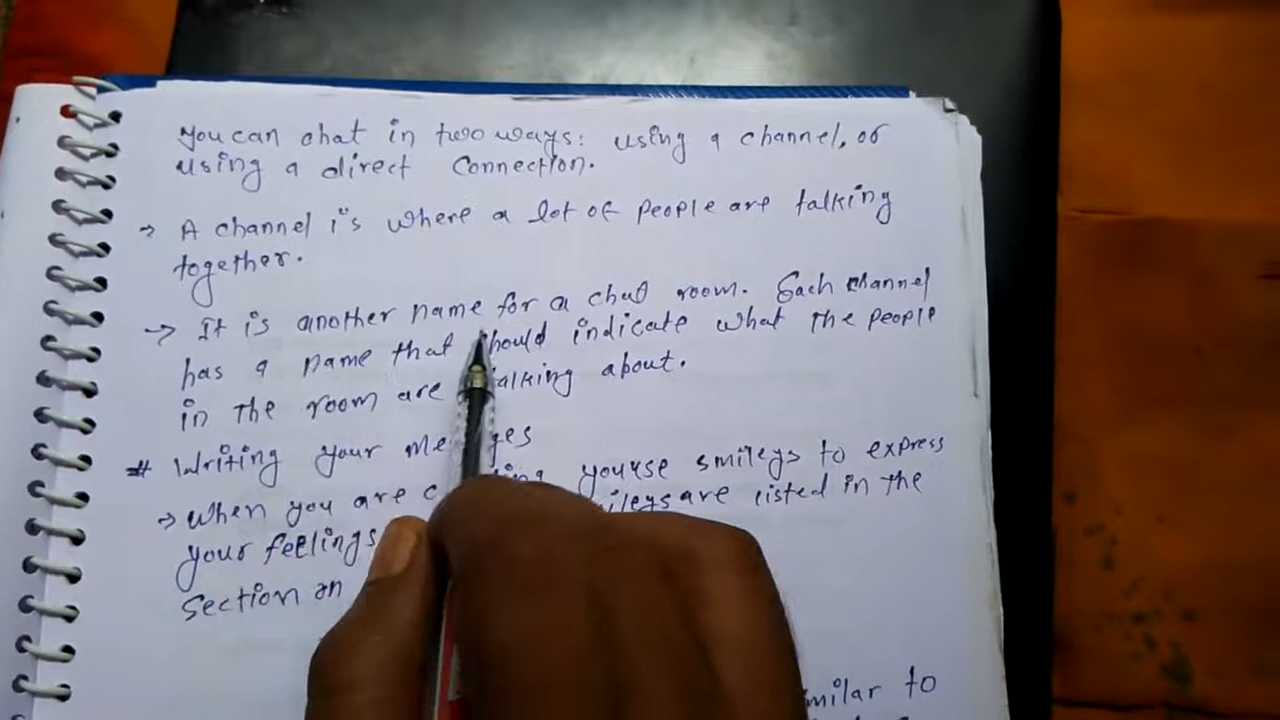 you can chat in two ways: using a channel, or
using a direct connection.
→ A channel is where a lot of people are talking
together.
→ It is another name for a chat room. Each channel
has a name that should indicate what the people
in the room are talking about.
# Writing your
→ When you are youuse smileys to express
your feelings are listed in the
section on
to